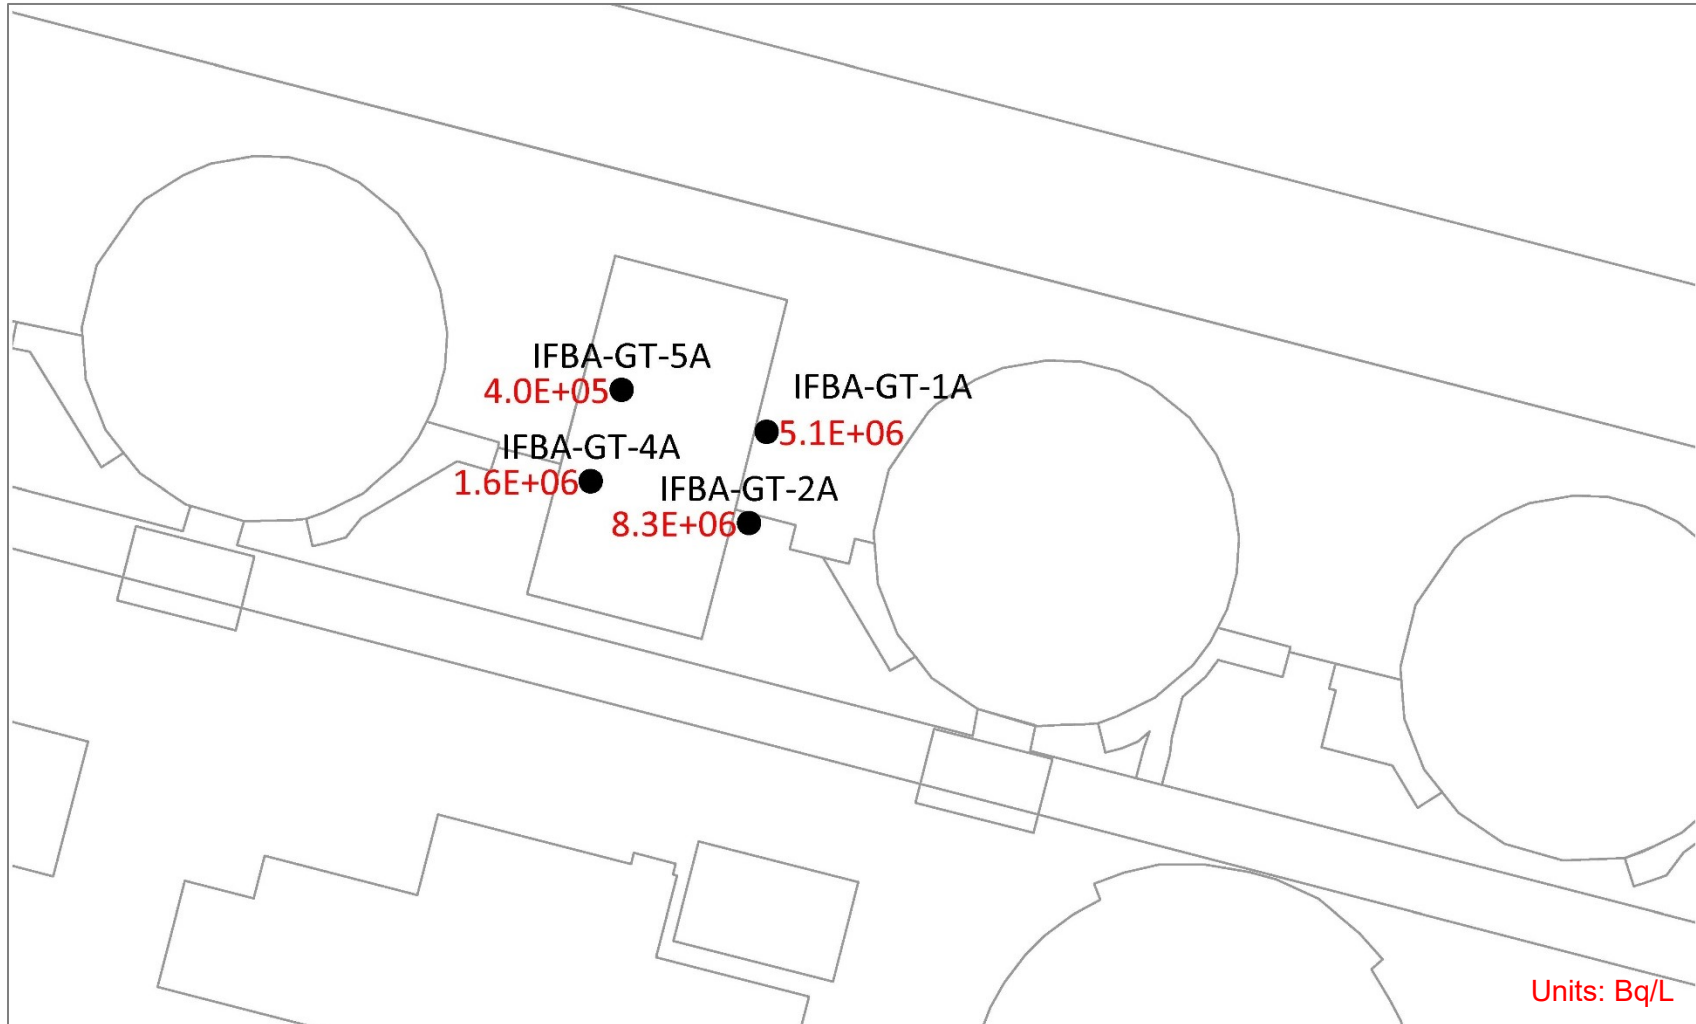 IFBA-GT-5A
4.0E+05
IFBA-GT-1A
5.1E+06
IFBA-GT-4A
1.6E+06
IFBA-GT-2A
8.3E+06
Units: Bq/L